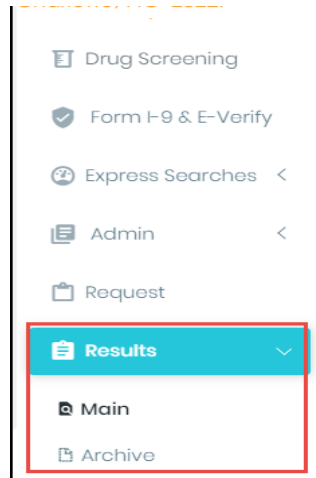 Drug Screening
Form I-9 & E-Verify
Express Searches
Admin
Request
Results
Main
Archive